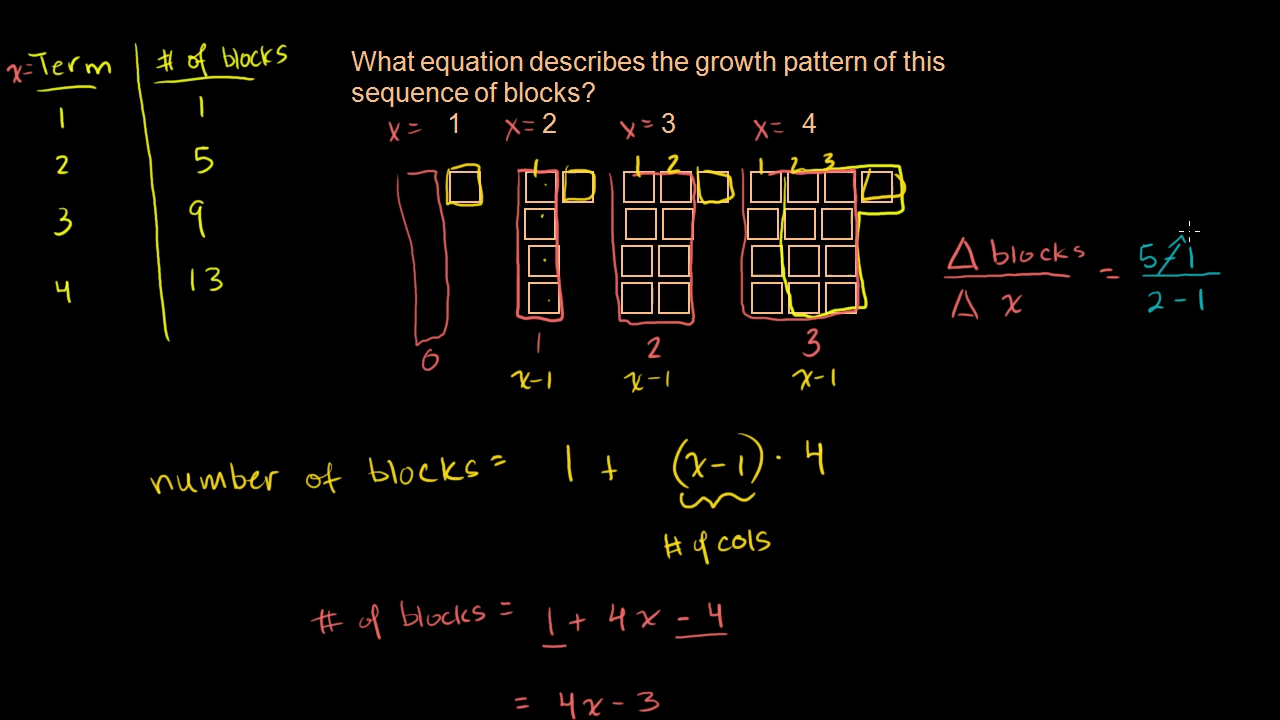 x=Term # of blocks
1 1
2 5
3 9
4 13
What equation describes the growth pattern of this
sequence of blocks?
x= 1 x= 2 x= 3 x= 4
1 1 2 1 2 3
0 1 2 3
x-1 x-1 x-1
Δ blocks = 5-1
Δ x 2-1
number of blocks = 1 + (x-1) · 4
# of cols
# of blocks = 1 + 4x - 4
= 4x - 3